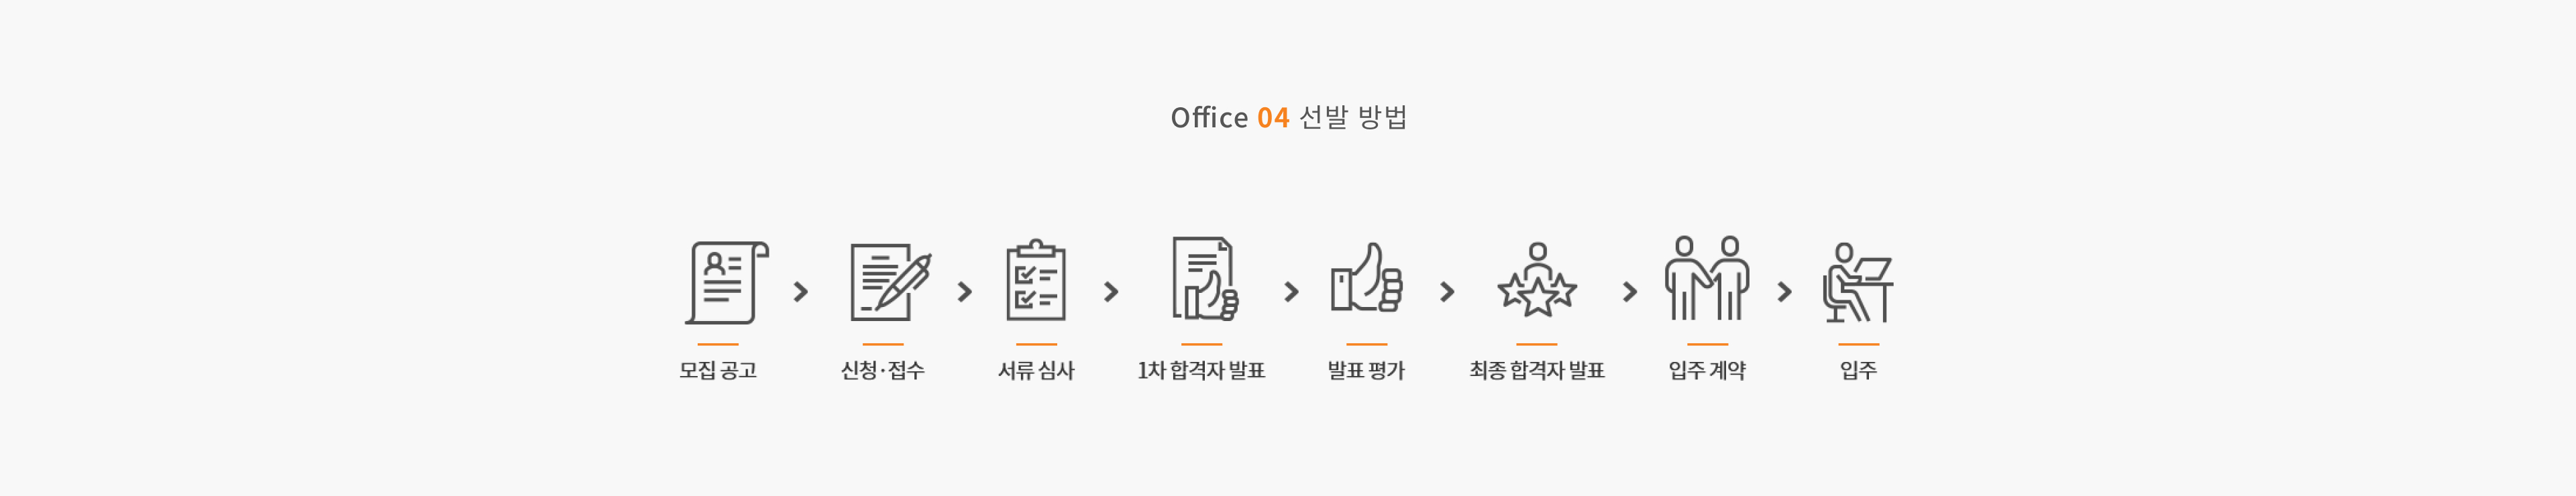 Office 04 선발 방법
모집 공고
신청·접수
서류 심사
1차 합격자 발표
발표 평가
최종 합격자 발표
입주 계약
입주